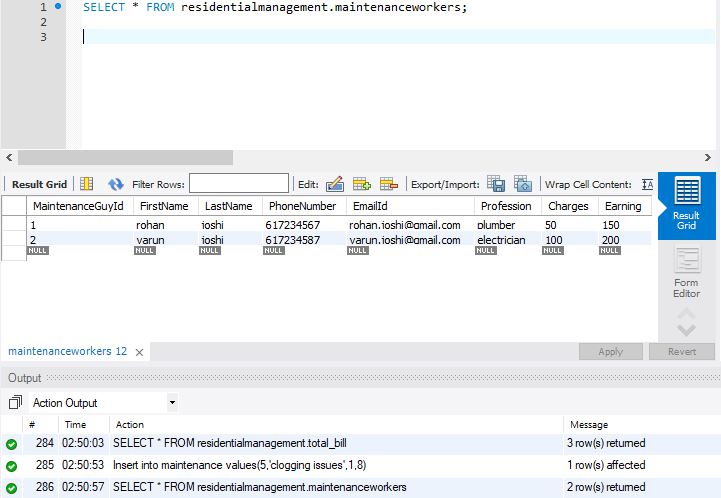 1 SELECT * FROM residentialmanagement.maintenanceworkers;
2
3
Result Grid Filter Rows: Edit: Export/Import: Wrap Cell Content:
MaintenanceGuyId FirstName LastName PhoneNumber EmailId Profession Charges Earning
1 rohan joshi 617234567 rohan.joshi@gmail.com plumber 50 150
2 varun joshi 617234587 varun.joshi@gmail.com electrician 100 200
NULL NULL NULL NULL NULL NULL NULL NULL
Result
Grid
Form
Editor
maintenanceworkers 12 Apply Revert
Output
Action Output
# Time Action Message
284 02:50:03 SELECT * FROM residentialmanagement.total_bill 3 row(s) returned
285 02:50:53 Insert into maintenance values(5,'clogging issues',1,8) 1 row(s) affected
286 02:50:57 SELECT * FROM residentialmanagement.maintenanceworkers 2 row(s) returned